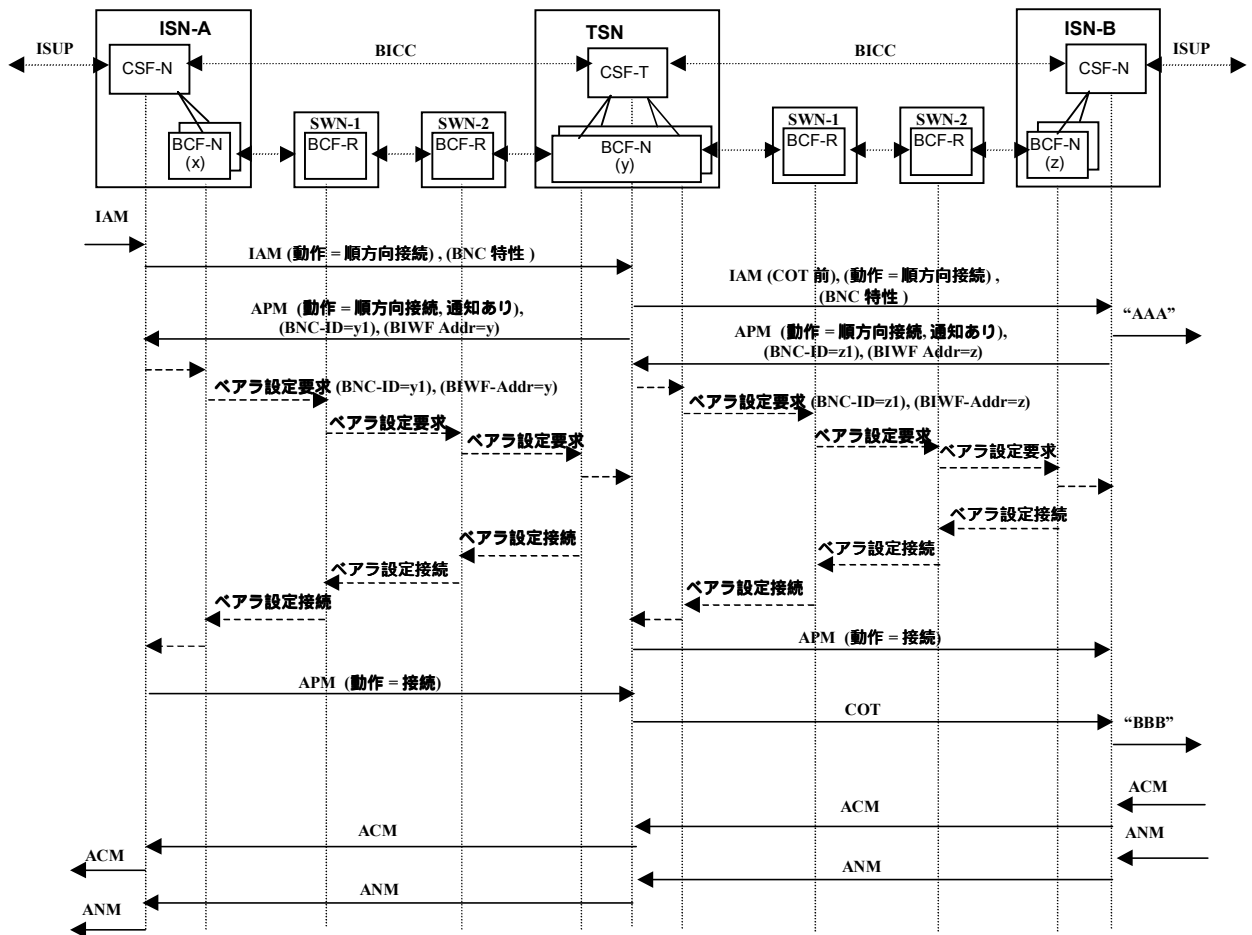 ISN-A
TSN
ISN-B
ISUP
BICC
BICC
ISUP
CSF-N
CSF-T
CSF-N
SWN-1
SWN-2
SWN-1
SWN-2
BCF-N
(x)
BCF-R
BCF-R
BCF-N
(y)
BCF-R
BCF-R
BCF-N
(z)
IAM
IAM (動作 = 順方向接続) , (BNC 特性 )
IAM (COT 前), (動作 = 順方向接続) ,
(BNC 特性 )
APM (動作 = 順方向接続, 通知あり),
(BNC-ID=y1), (BIWF Addr=y)
“AAA”
APM (動作 = 順方向接続, 通知あり),
(BNC-ID=z1), (BIWF Addr=z)
ベアラ設定要求 (BNC-ID=y1), (BIWF-Addr=y)
ベアラ設定要求 (BNC-ID=z1), (BIWF-Addr=z)
ベアラ設定要求
ベアラ設定要求
ベアラ設定要求
ベアラ設定要求
ベアラ設定接続
ベアラ設定接続
ベアラ設定接続
ベアラ設定接続
ベアラ設定接続
ベアラ設定接続
APM (動作 = 接続)
APM (動作 = 接続)
COT
“BBB”
ACM
ACM
ACM
ANM
ACM
ANM
ANM
ANM